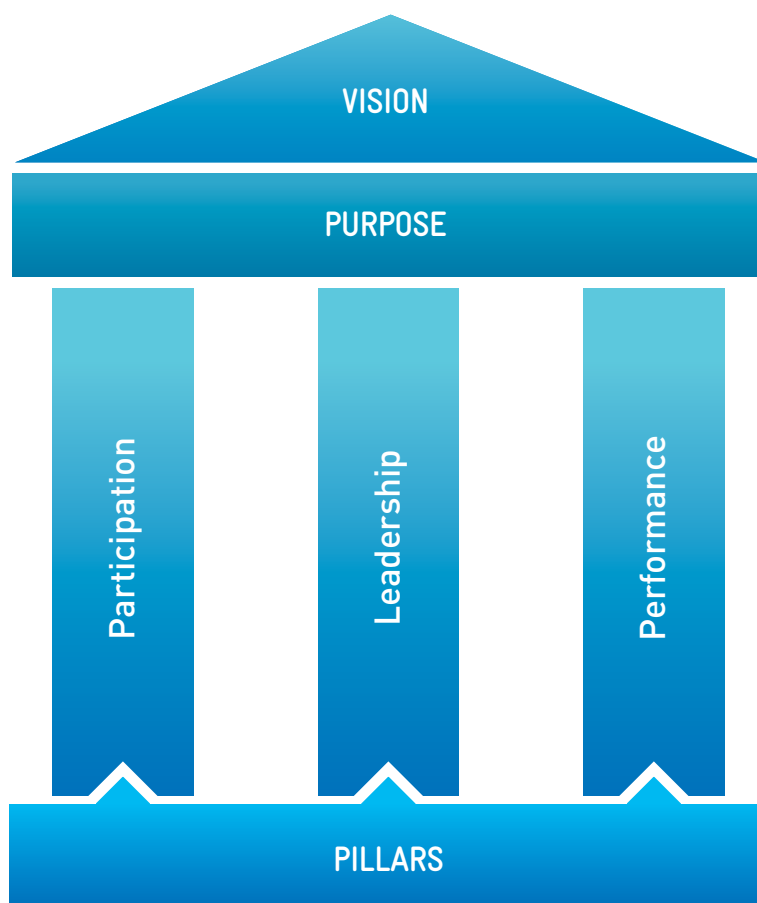 VISION
PURPOSE
Participation
Leadership
Performance
PILLARS